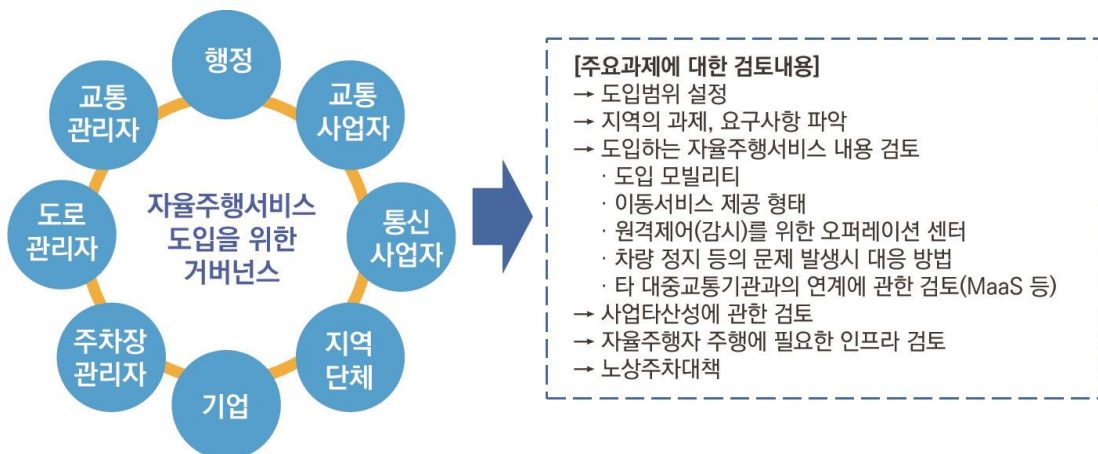 행정
교통
사업자
통신
사업자
지역
단체
기업
주차장
관리자
도로
관리자
교통
관리자
자율주행서비스
도입을 위한
거버넌스
[주요과제에 대한 검토내용]
→ 도입범위 설정
→ 지역의 과제, 요구사항 파악
→ 도입하는 자율주행서비스 내용 검토
· 도입 모빌리티
· 이동서비스 제공 형태
· 원격제어(감시)를 위한 오퍼레이션 센터
· 차량 정지 등의 문제 발생시 대응 방법
· 타 대중교통기관과의 연계에 관한 검토(MaaS 등)
→ 사업타산성에 관한 검토
→ 자율주행자 주행에 필요한 인프라 검토
→ 노상주차대책